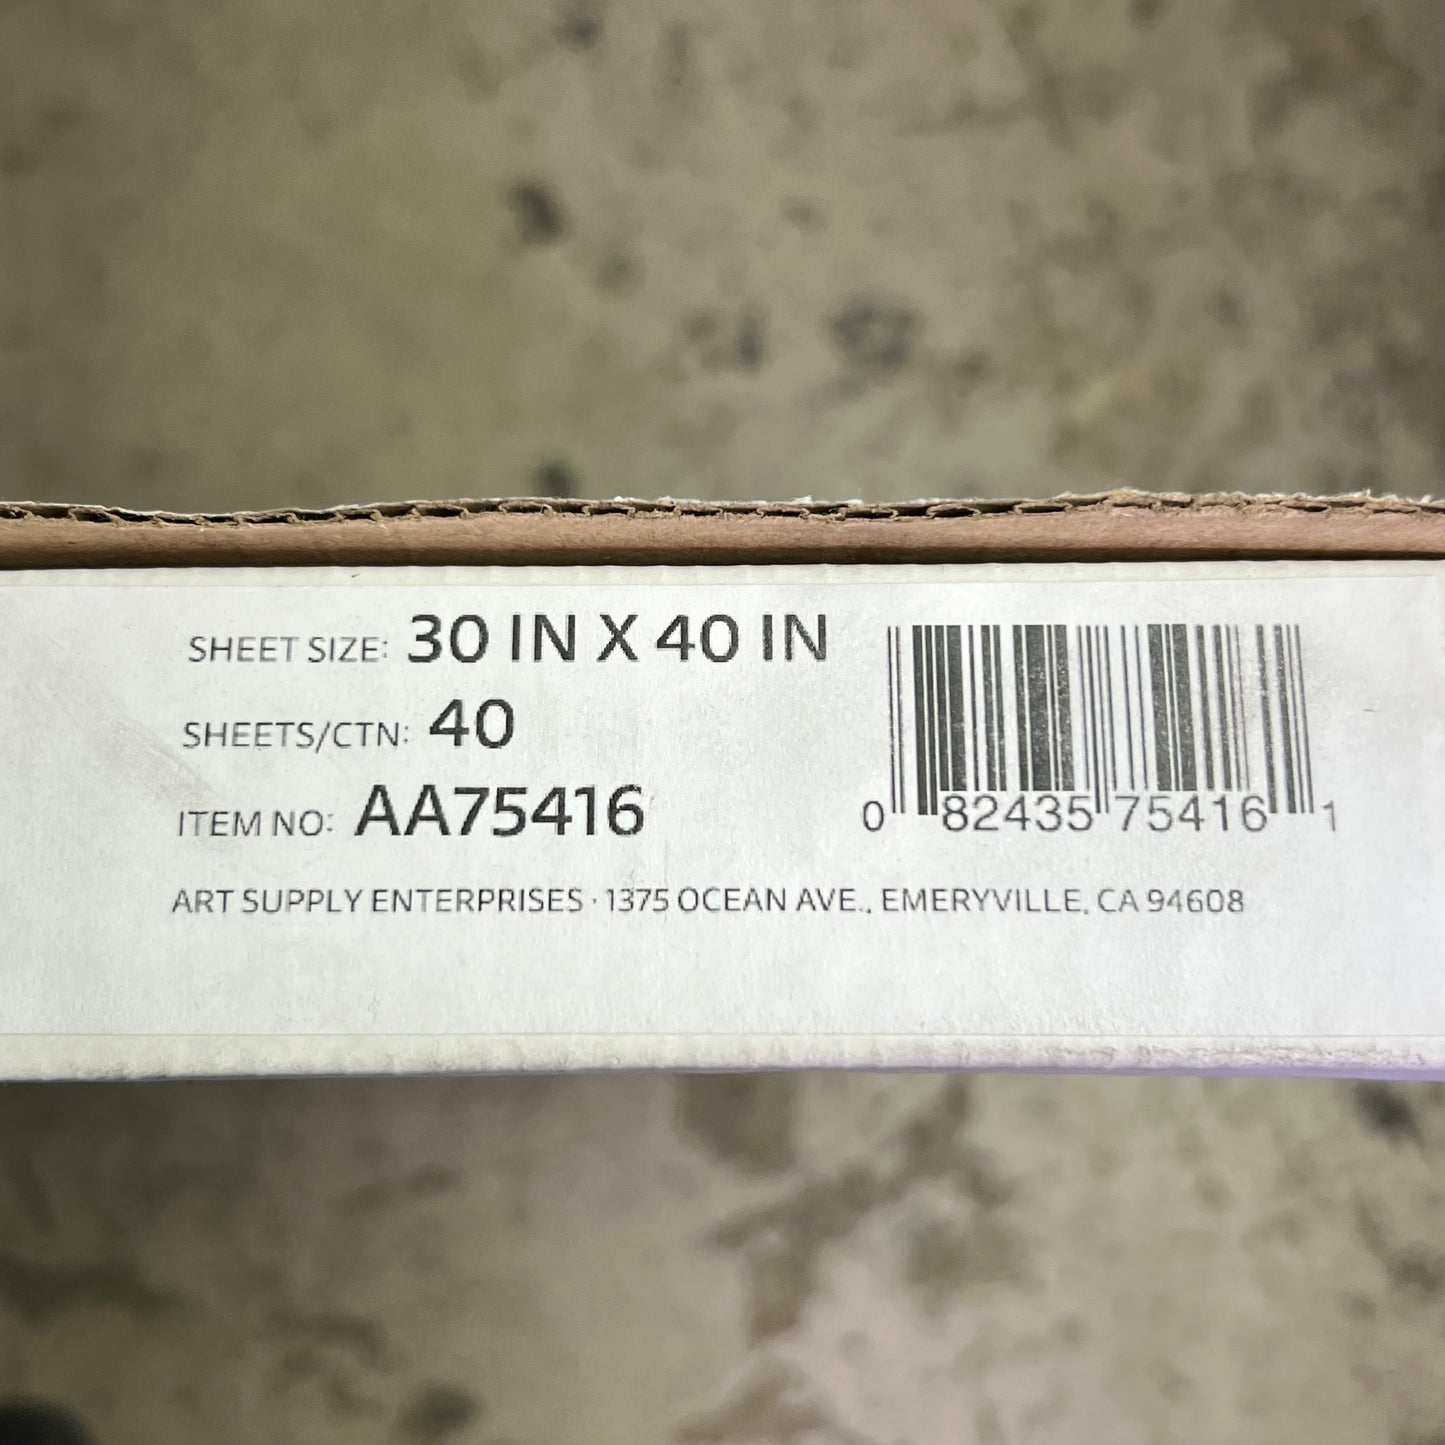 SHEET SIZE: 30 IN X 40 IN
SHEETS/CTN: 40
ITEM NO: AA75416
0 82435 75416 1
ART SUPPLY ENTERPRISES · 1375 OCEAN AVE., EMERYVILLE, CA 94608